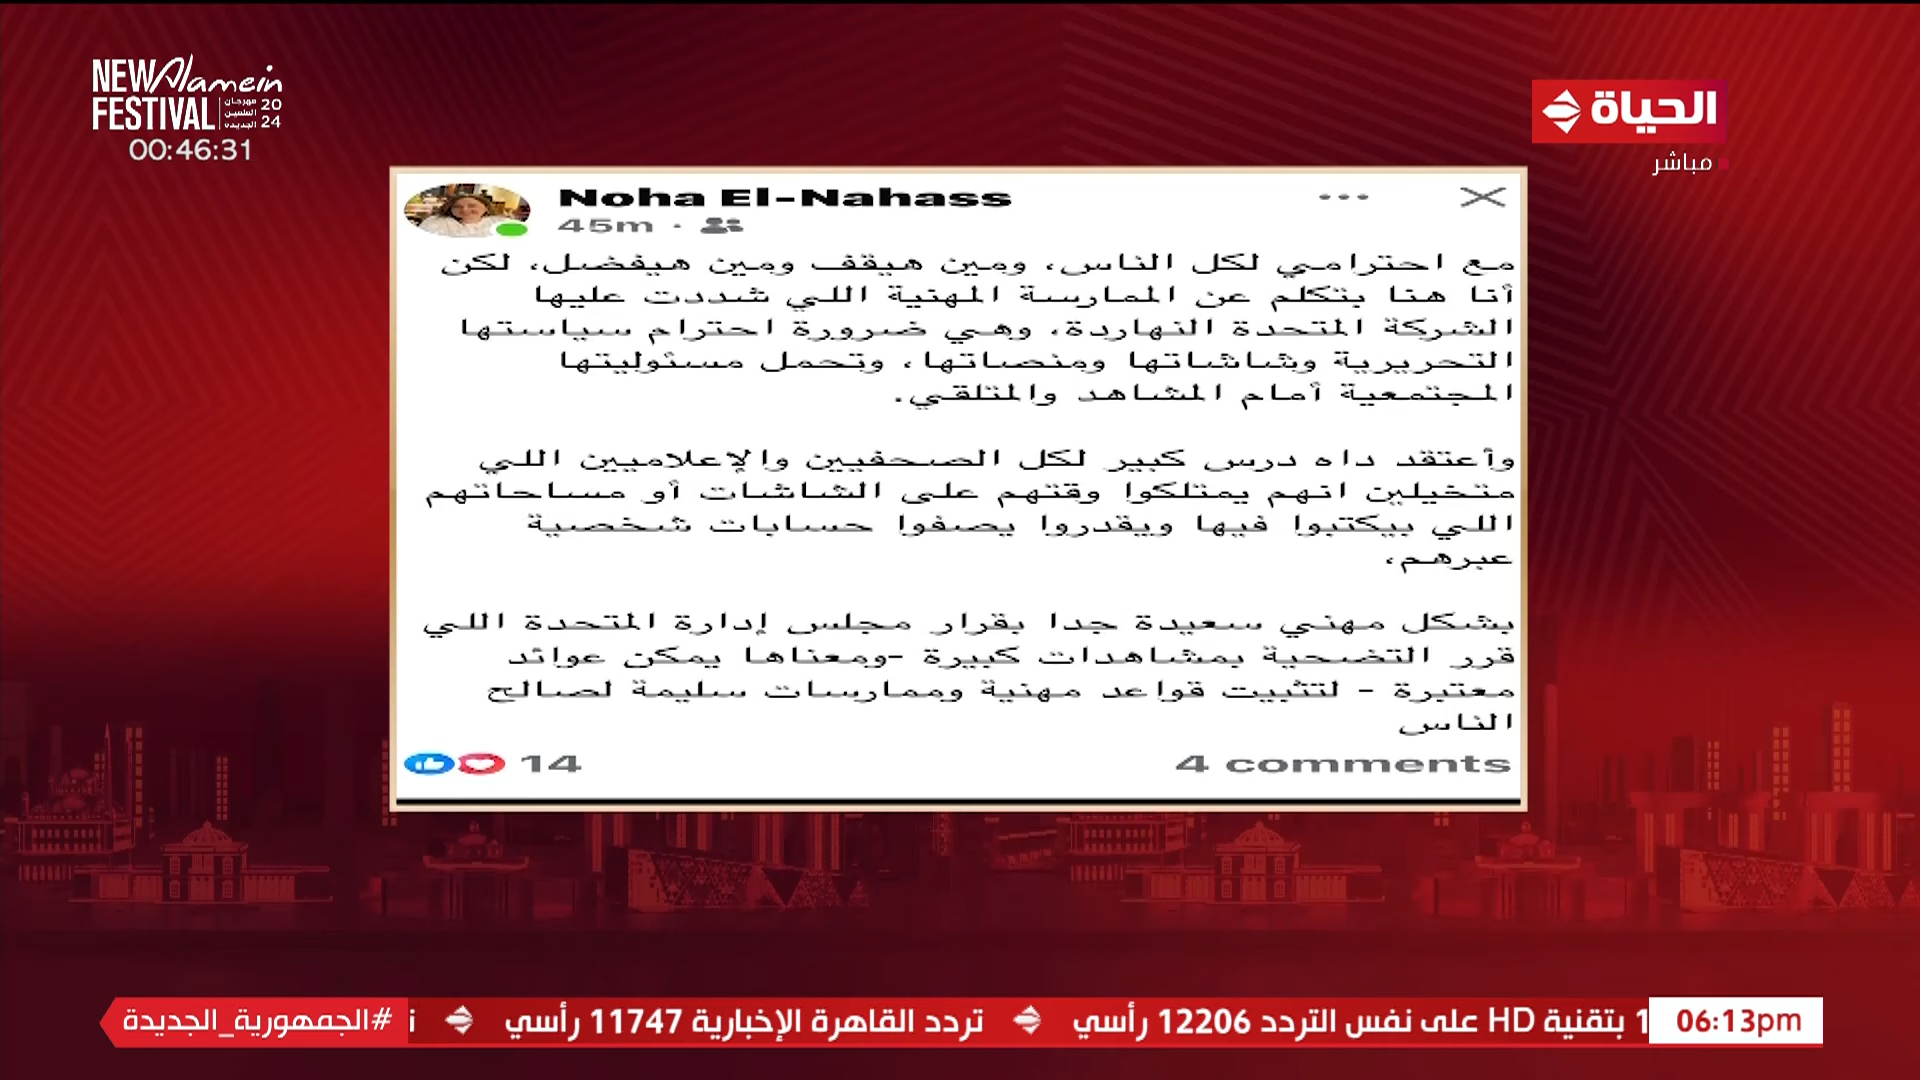 NEW Alamein
FESTIVAL
مهرجان
العلمين
الجديدة
20
24
00:46:31
الحياة
مباشر
Noha El-Nahass
45m ·
مع احترامي لكل الناس، ومين هيقف ومين هيفضل، لكن
أنا هنا بتكلم عن الممارسة المهنية اللي شددت عليها
الشركة المتحدة النهاردة، وهي ضرورة احترام سياستها
التحريرية وشاشاتها ومنصاتها، وتحمل مسئوليتها
المجتمعية أمام المشاهد والمتلقي.
وأعتقد داه درس كبير لكل الصحفيين والإعلاميين اللي
متخيلين انهم يمتلكوا وقتهم على الشاشات أو مساحاتهم
اللي بيكتبوا فيها ويقدروا يصفوا حسابات شخصية
عبرهم،
بشكل مهني سعيدة جدا بقرار مجلس إدارة المتحدة اللي
قرر التضحية بمشاهدات كبيرة -ومعناها يمكن عوائد
معتبرة - لتثبيت قواعد مهنية وممارسات سليمة لصالح
الناس
14
4 comments
#الجمهورية_الجديدة
1 بتقنية HD على نفس التردد 12206 رأسي تردد القاهرة الإخبارية 11747 رأسي
06:13pm